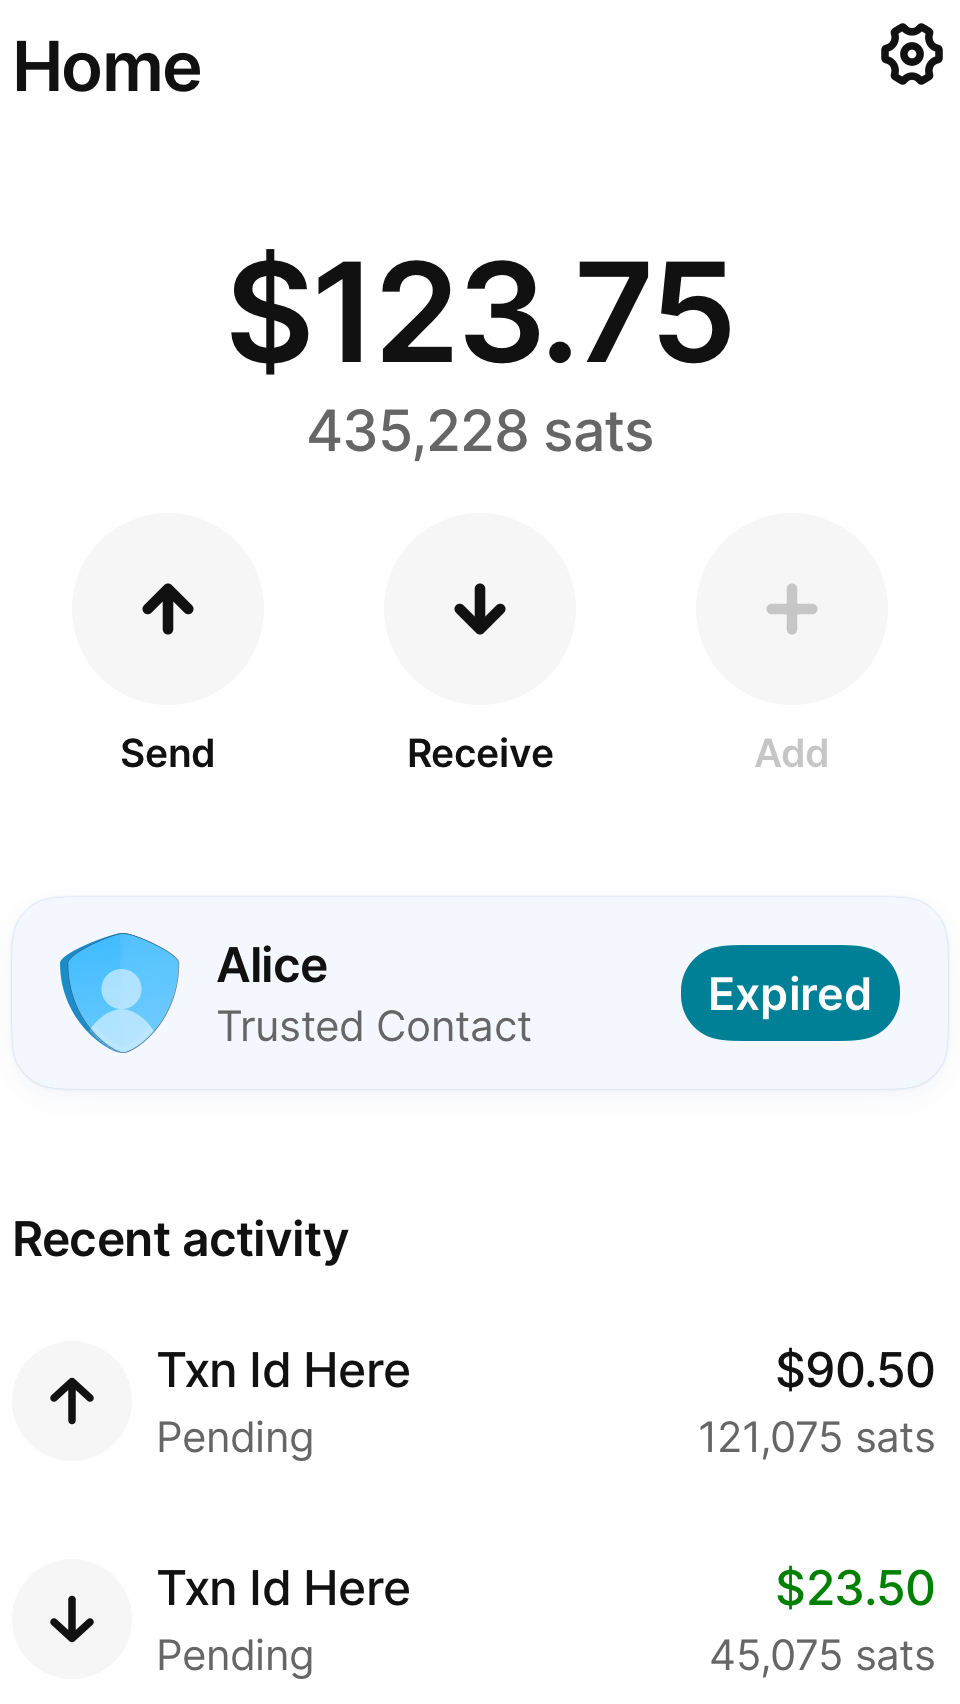 Home
$123.75
435,228 sats
Send
Receive
Add
Alice
Trusted Contact
Expired
Recent activity
Txn Id Here
$90.50
Pending
121,075 sats
Txn Id Here
$23.50
Pending
45,075 sats